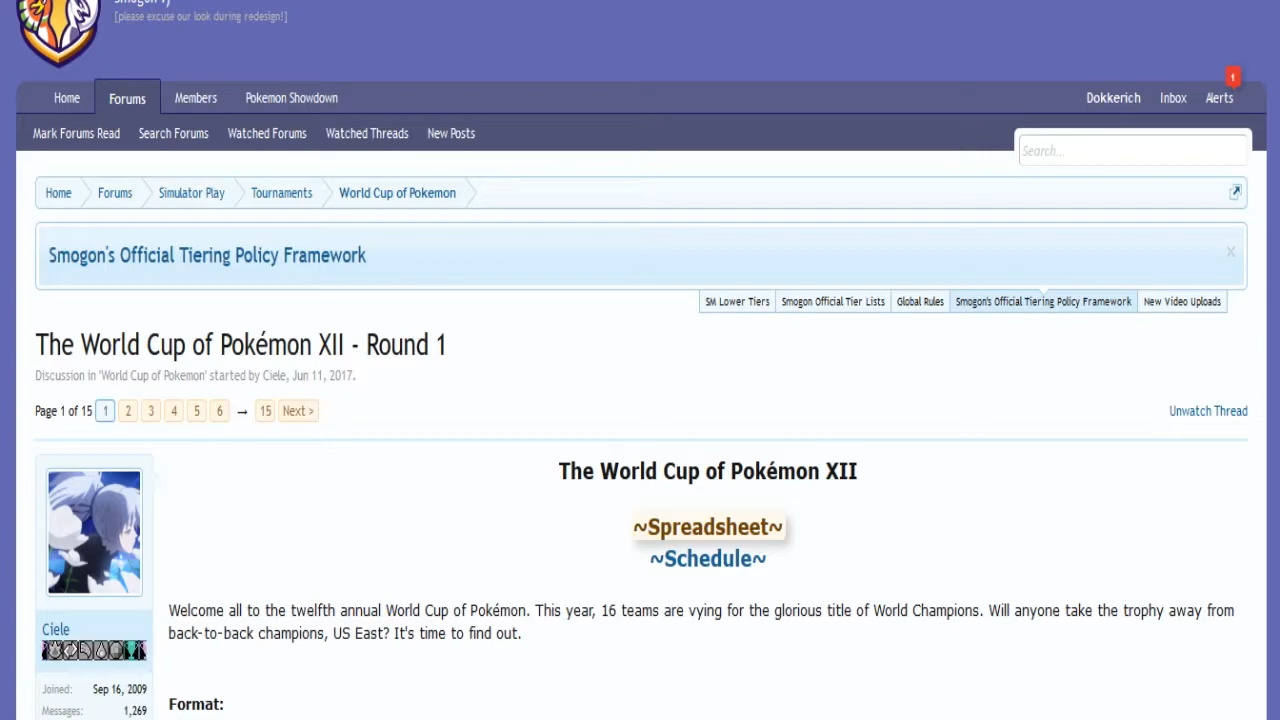 [please excuse our look during redesign!]
1
Home Forums Members Pokemon Showdown Dokkerich Inbox Alerts
Mark Forums Read Search Forums Watched Forums Watched Threads New Posts
Search...
Home Forums Simulator Play Tournaments World Cup of Pokemon
Smogon's Official Tiering Policy Framework x
SM Lower Tiers Smogon Official Tier Lists Global Rules Smogon's Official Tiering Policy Framework New Video Uploads
The World Cup of Pokémon XII - Round 1
Discussion in 'World Cup of Pokemon' started by Ciele, Jun 11, 2017.
Page 1 of 15 1 2 3 4 5 6 → 15 Next > Unwatch Thread
The World Cup of Pokémon XII
~Spreadsheet~
~Schedule~
Welcome all to the twelfth annual World Cup of Pokémon. This year, 16 teams are vying for the glorious title of World Champions. Will anyone take the trophy away from
back-to-back champions, US East? It's time to find out.
Ciele
Joined: Sep 16, 2009
Messages: 1,269
Format: